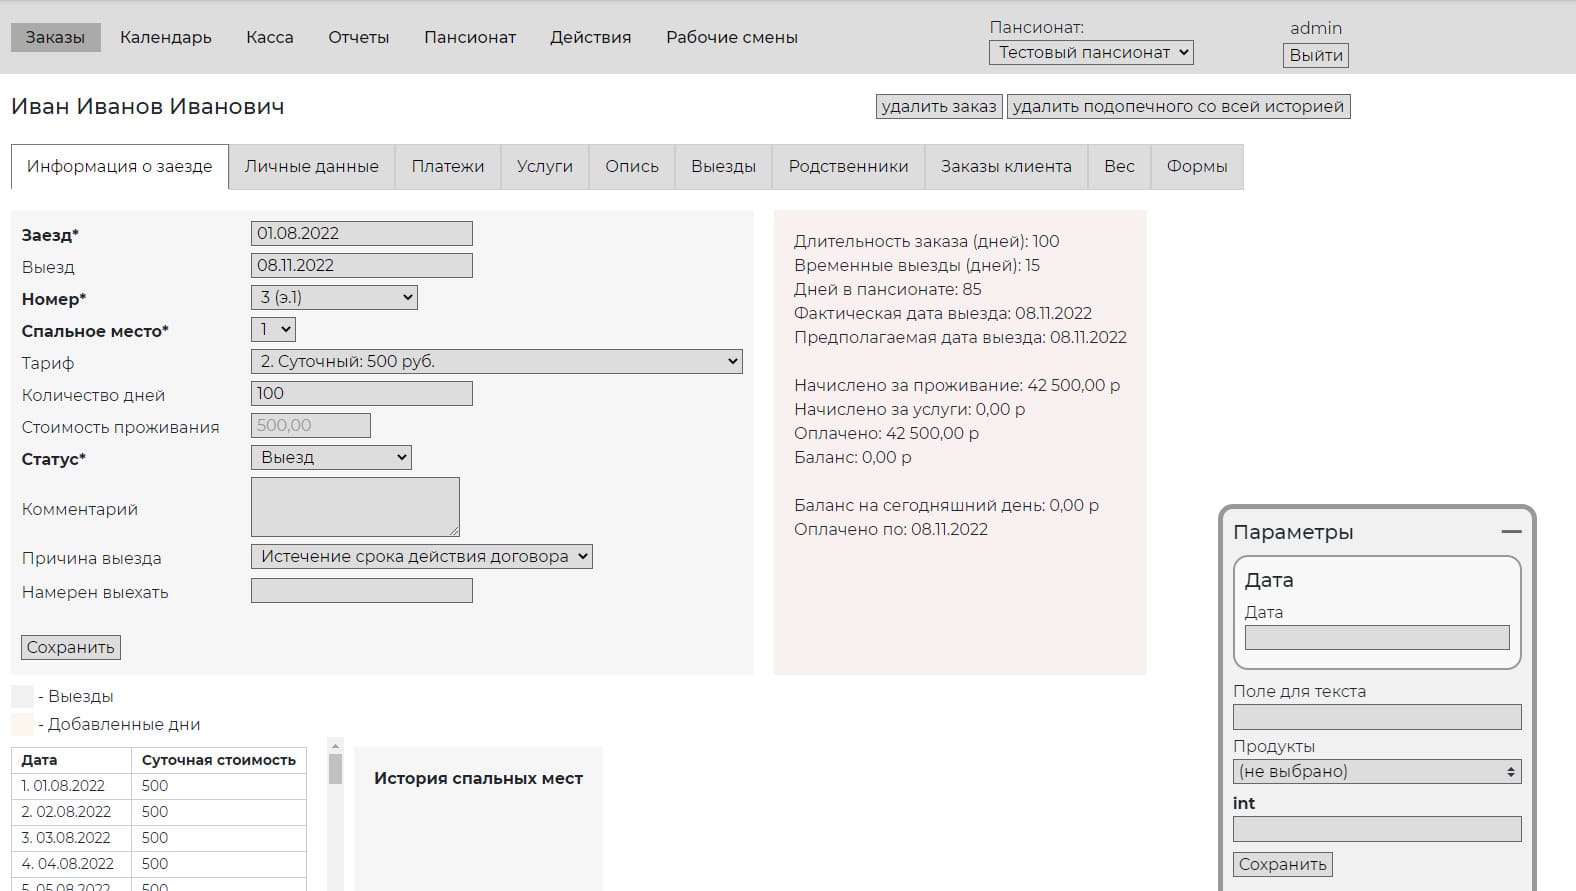 Заказы Календарь Касса Отчеты Пансионат Действия Рабочие смены
Пансионат:
Тестовый пансионат
admin
Выйти
Иван Иванов Иванович
удалить заказ удалить подопечного со всей историей
Информация о заезде Личные данные Платежи Услуги Опись Выезды Родственники Заказы клиента Вес Формы
Заезд* 01.08.2022
Выезд 08.11.2022
Номер* 3 (э.1)
Спальное место* 1
Тариф 2. Суточный: 500 руб.
Количество дней 100
Стоимость проживания 500,00
Статус* Выезд
Комментарий
Причина выезда Истечение срока действия договора
Намерен выехать
Сохранить
Длительность заказа (дней): 100
Временные выезды (дней): 15
Дней в пансионате: 85
Фактическая дата выезда: 08.11.2022
Предполагаемая дата выезда: 08.11.2022
Начислено за проживание: 42 500,00 р
Начислено за услуги: 0,00 р
Оплачено: 42 500,00 р
Баланс: 0,00 р
Баланс на сегодняшний день: 0,00 р
Оплачено по: 08.11.2022
- Выезды
- Добавленные дни
Дата Суточная стоимость
1. 01.08.2022 500
2. 02.08.2022 500
3. 03.08.2022 500
4. 04.08.2022 500
5. 05.08.2022 500
История спальных мест
Параметры
Дата
Дата
Поле для текста
Продукты
(не выбрано)
int
Сохранить